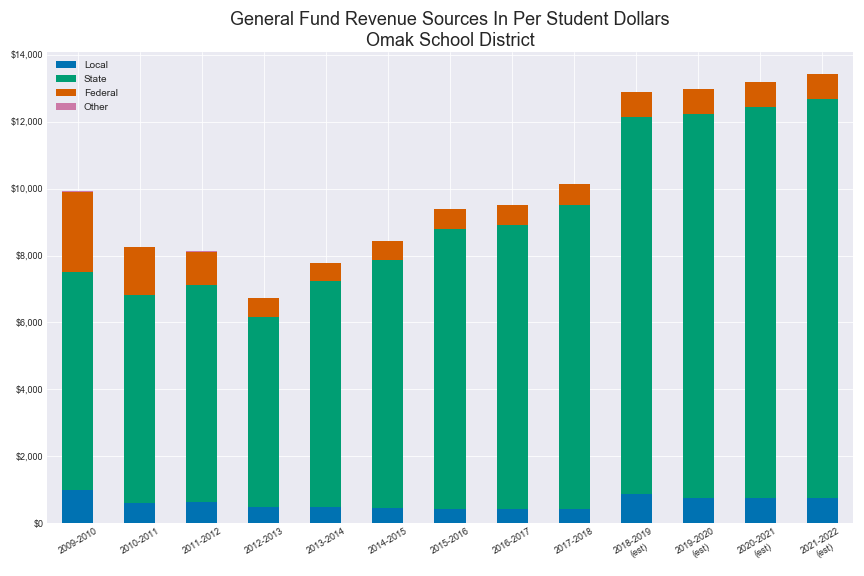 General Fund Revenue Sources In Per Student Dollars
Omak School District
Local
State
Federal
Other
$14,000
$12,000
$10,000
$8,000
$6,000
$4,000
$2,000
$0
2009-2010
2010-2011
2011-2012
2012-2013
2013-2014
2014-2015
2015-2016
2016-2017
2017-2018
2018-2019
(est)
2019-2020
(est)
2020-2021
(est)
2021-2022
(est)